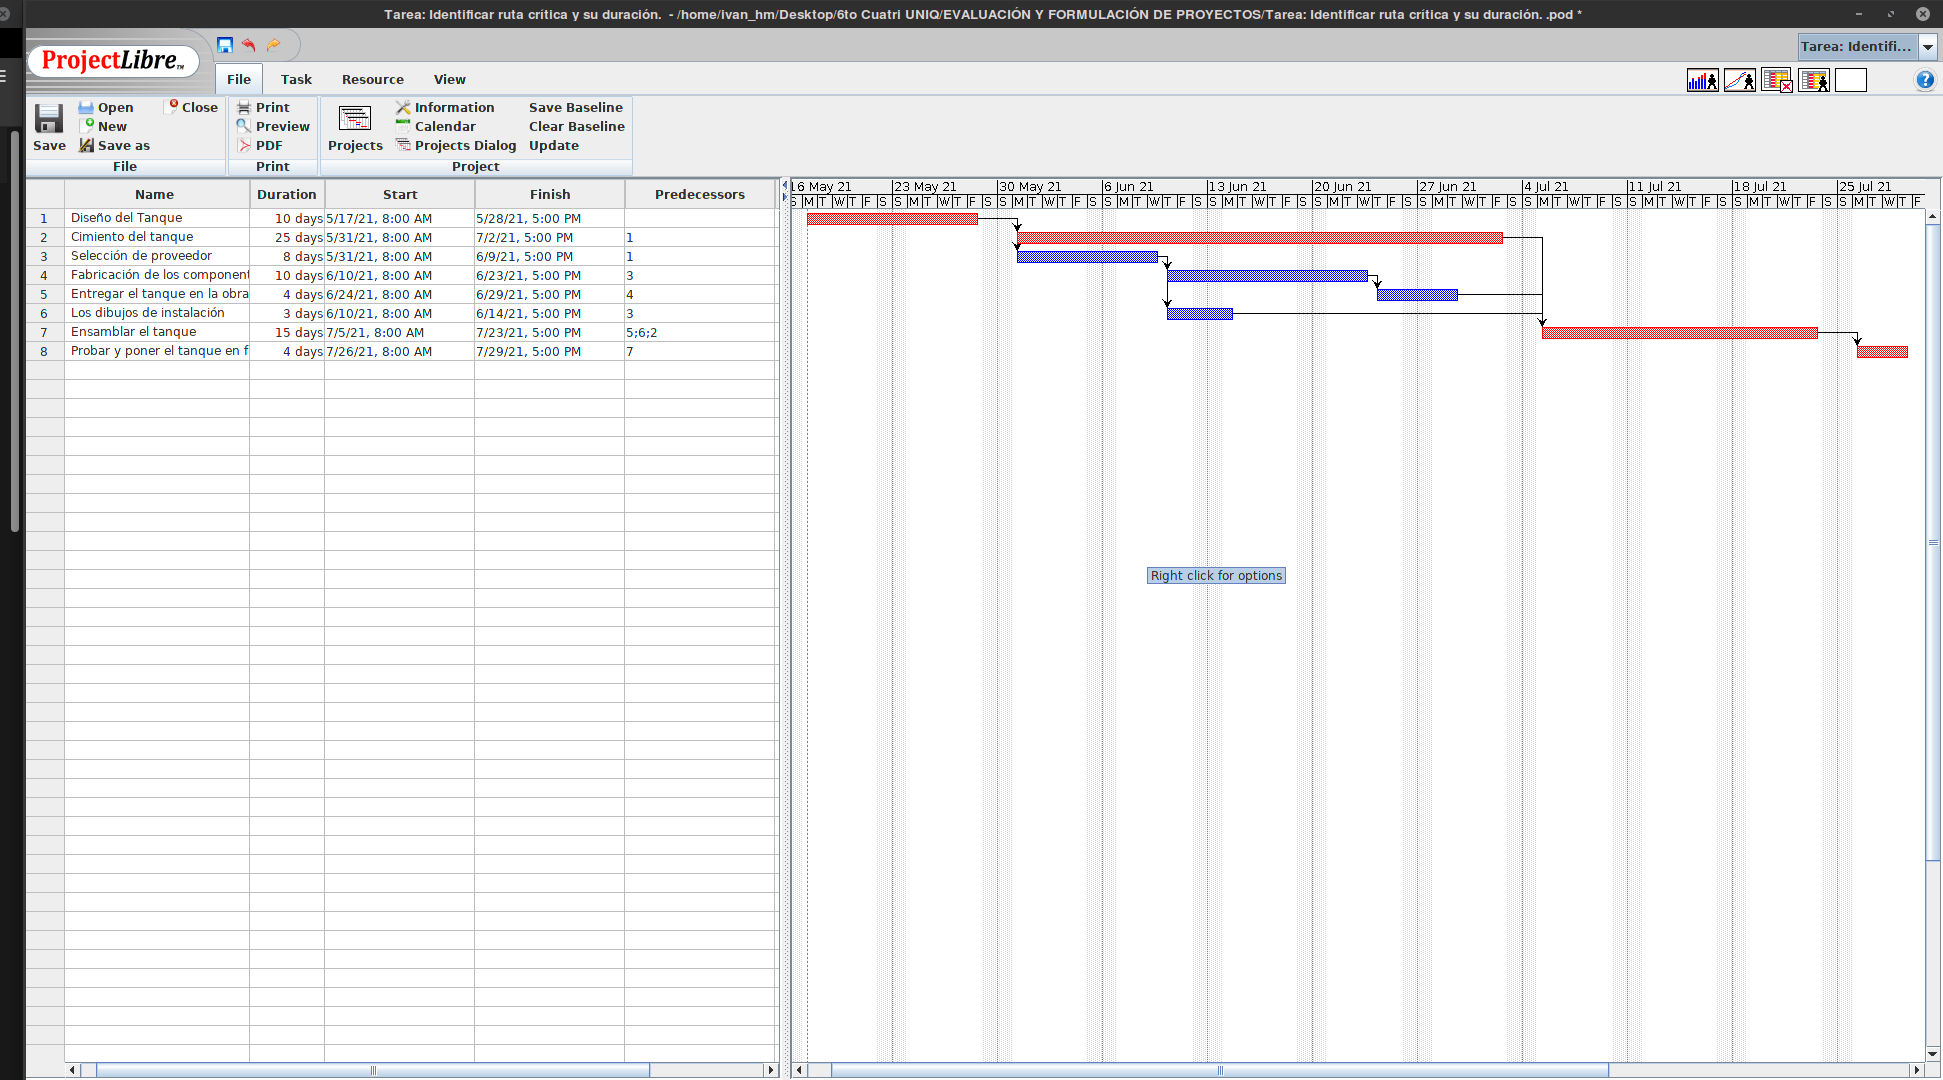 Tarea: Identificar ruta crítica y su duración.  - /home/ivan_hm/Desktop/6to Cuatri UNIQ/EVALUACIÓN Y FORMULACIÓN DE PROYECTOS/Tarea: Identificar ruta crítica y su duración. .pod *
ProjectLibre™
Tarea: Identifi...
File Task Resource View
Open Close Print Information Save Baseline
New Preview Calendar Clear Baseline
Save Save as PDF Projects Projects Dialog Update
File Print Project
Name Duration Start Finish Predecessors
16 May 21 23 May 21 30 May 21 6 Jun 21 13 Jun 21 20 Jun 21 27 Jun 21 4 Jul 21 11 Jul 21 18 Jul 21 25 Jul 21
S M T W T F S S M T W T F S S M T W T F S S M T W T F S S M T W T F S S M T W T F S S M T W T F S S M T W T F S S M T W T F S S M T W T F S S M T W T F
1 Diseño del Tanque 10 days 5/17/21, 8:00 AM 5/28/21, 5:00 PM
2 Cimiento del tanque 25 days 5/31/21, 8:00 AM 7/2/21, 5:00 PM 1
3 Selección de proveedor 8 days 5/31/21, 8:00 AM 6/9/21, 5:00 PM 1
4 Fabricación de los component 10 days 6/10/21, 8:00 AM 6/23/21, 5:00 PM 3
5 Entregar el tanque en la obra 4 days 6/24/21, 8:00 AM 6/29/21, 5:00 PM 4
6 Los dibujos de instalación 3 days 6/10/21, 8:00 AM 6/14/21, 5:00 PM 3
7 Ensamblar el tanque 15 days 7/5/21, 8:00 AM 7/23/21, 5:00 PM 5;6;2
8 Probar y poner el tanque en f 4 days 7/26/21, 8:00 AM 7/29/21, 5:00 PM 7
Right click for options